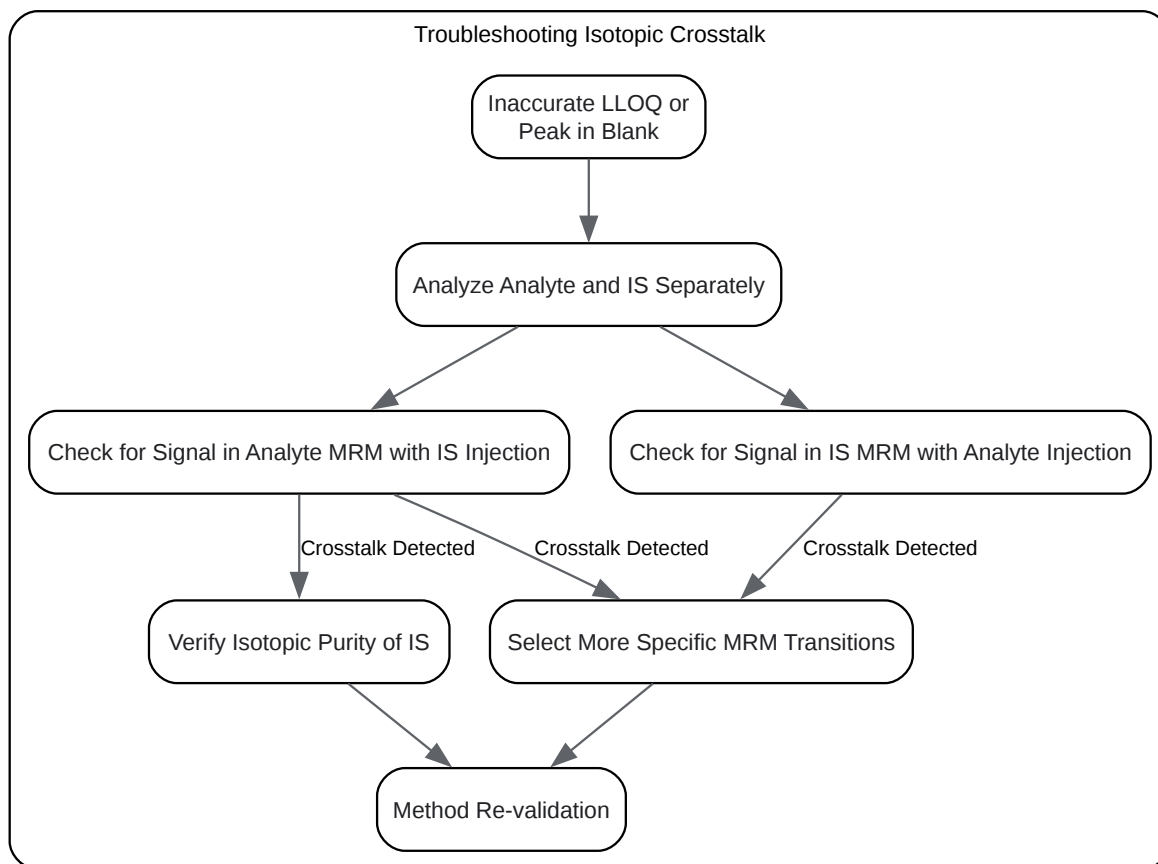 Troubleshooting Isotopic Crosstalk
Inaccurate LLOQ or
Peak in Blank
Analyze Analyte and IS Separately
Check for Signal in Analyte MRM with IS Injection
Check for Signal in IS MRM with Analyte Injection
Crosstalk Detected
Crosstalk Detected
Crosstalk Detected
Verify Isotopic Purity of IS
Select More Specific MRM Transitions
Method Re-validation